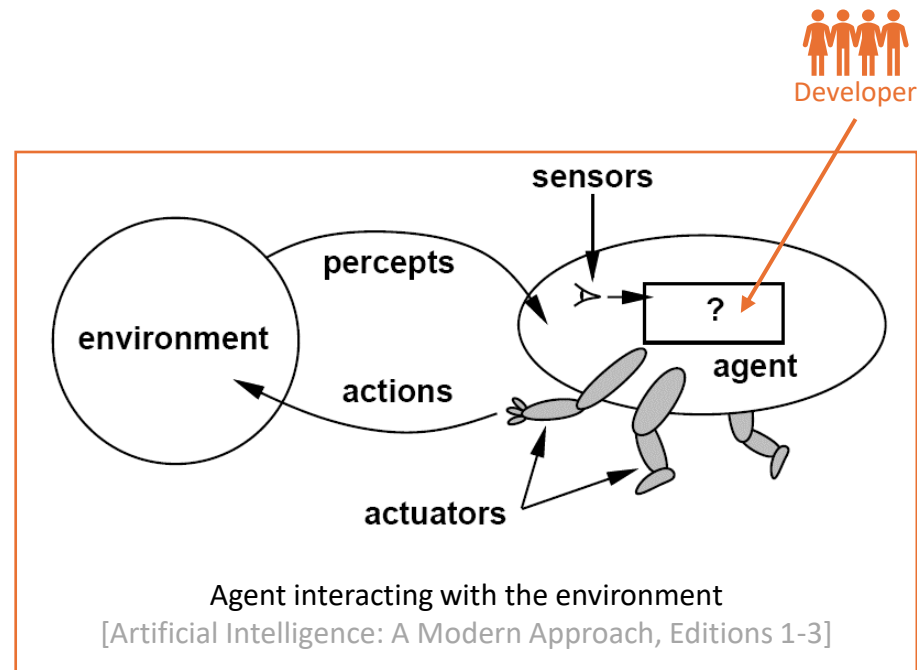 Developer
sensors
percepts
?
environment
agent
actions
actuators
Agent interacting with the environment
[Artificial Intelligence: A Modern Approach, Editions 1-3]